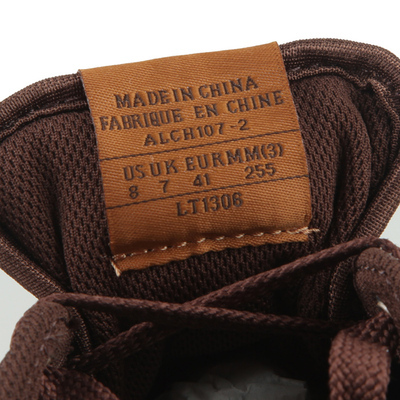 MADE IN CHINA
FABRIQUE EN CHINE
ALCH107-2
US UK EUR MM(3)
8 7 41 255
LT1306